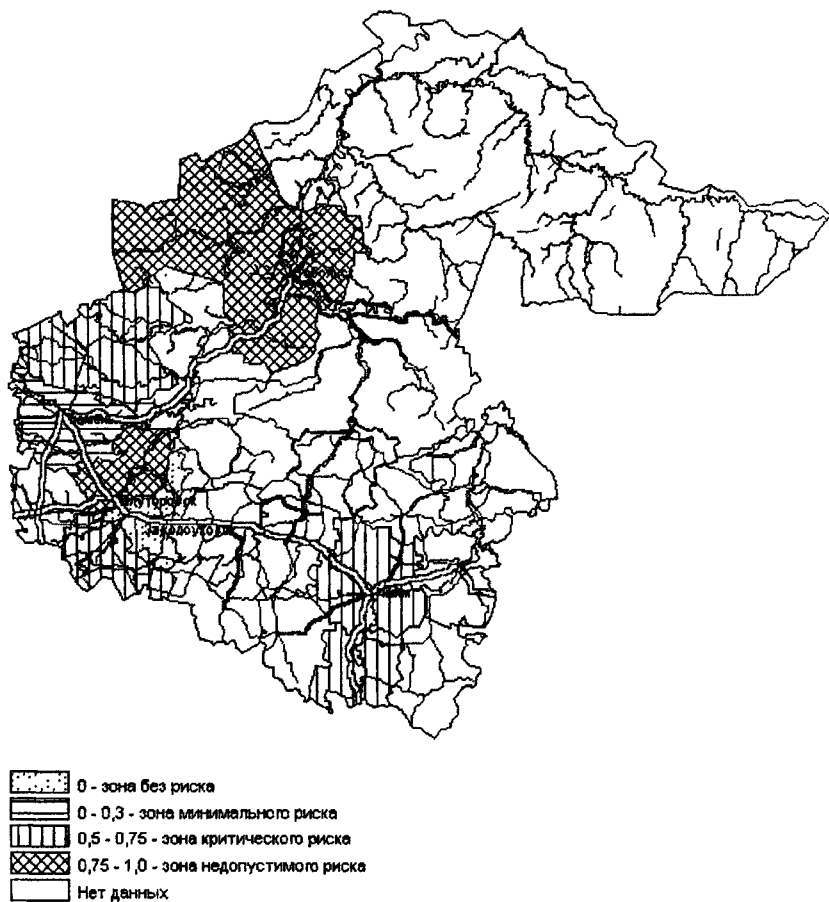 0 - зона без риска
0 - 0,3 - зона минимального риска
0,5 - 0,75 - зона критического риска
0,75 - 1,0 - зона недопустимого риска
Нет данных